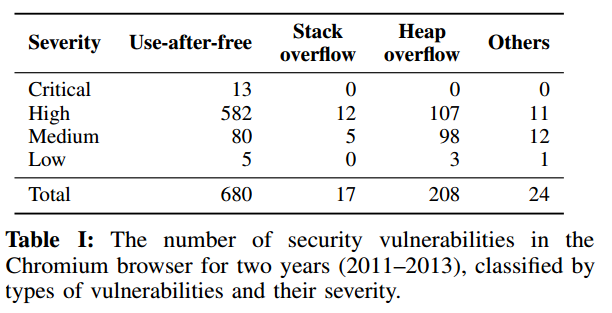 Severity Use-after-free Stack overflow Heap overflow Others
Critical 13 0 0 0
High 582 12 107 11
Medium 80 5 98 12
Low 5 0 3 1
Total 680 17 208 24
Table I: The number of security vulnerabilities in the
Chromium browser for two years (2011–2013), classified by
types of vulnerabilities and their severity.